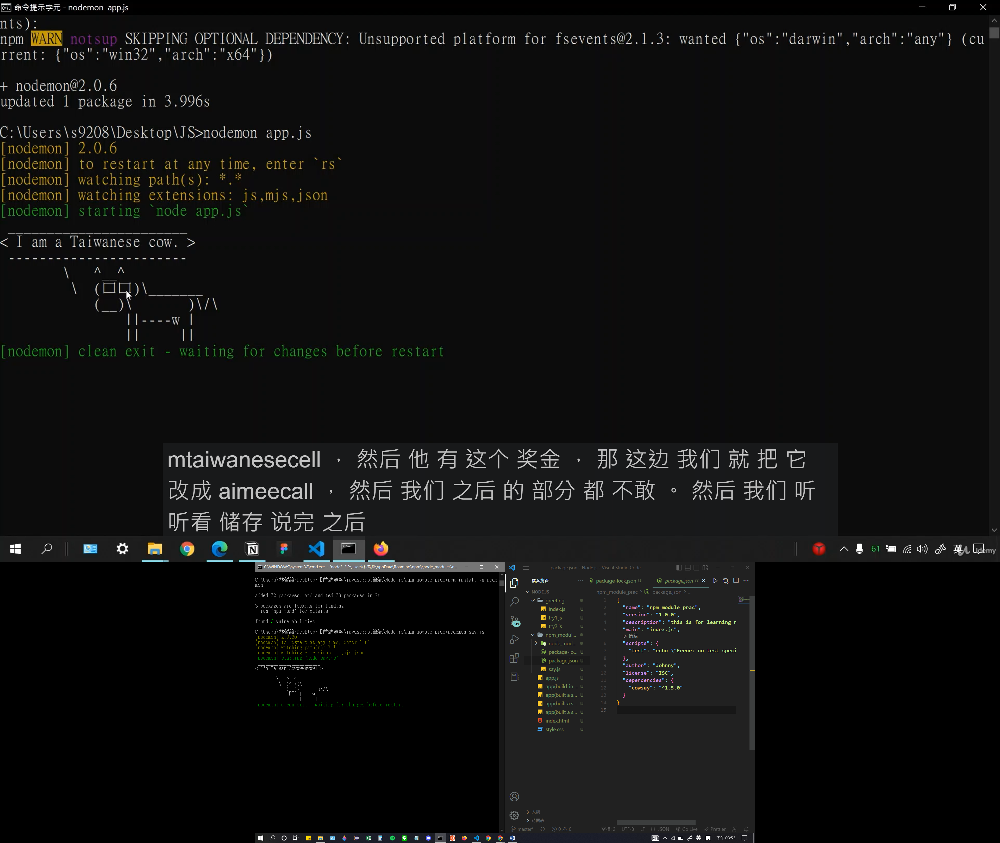 命令提示字元 - nodemon  app.js
nts):
npm WARN notsup SKIPPING OPTIONAL DEPENDENCY: Unsupported platform for fsevents@2.1.3: wanted {"os":"darwin","arch":"any"} (cu
rrent: {"os":"win32","arch":"x64"})
+ nodemon@2.0.6
updated 1 package in 3.996s
C:\Users\s9208\Desktop\JS>nodemon app.js
[nodemon] 2.0.6
[nodemon] to restart at any time, enter `rs`
[nodemon] watching path(s): *.*
[nodemon] watching extensions: js,mjs,json
[nodemon] starting `node app.js`
 _______________________
< I am a Taiwanese cow. >
 -----------------------
        \   ^__^
         \  (口口)\_______
            (__)\       )\/\
                ||----w |
                ||     ||
[nodemon] clean exit - waiting for changes before restart
mtaiwanesecell ， 然后 他 有 这个 奖金 ， 那 这边 我们 就 把 它
改成 aimeecall ， 然后 我们 之后 的 部分 都 不敢 。 然后 我们 听
听看 储存 说完 之后
61 英 Udemy
C:\WINDOWS\system32\cmd.exe - "node" "C:\Users\林哲緯\AppData\Roaming\npm\\node_modules\n...
C:\Users\林哲緯\Desktop\【前端資料\javascript筆記\Node.js\npm_module_prac>npm install -g node
mon
added 32 packages, and audited 33 packages in 2s
3 packages are looking for funding
  run `npm fund` for details
found 0 vulnerabilities
C:\Users\林哲緯\Desktop\【前端資料\javascript筆記\Node.js\npm_module_prac>nodemon say.js
[nodemon] 2.0.20
[nodemon] to restart at any time, enter `rs`
[nodemon] watching path(s): *.*
[nodemon] watching extensions: js,mjs,json
[nodemon] starting `node say.js`
 ________________________
< I'm Taiwan Cowwwwwwww! >
 ------------------------
        \   ^__^
         \  (^_<)\_______
            (__)\       )\/\
             U  ||----w |
                ||     ||
[nodemon] clean exit - waiting for changes before restart
package.json - Node.js - Visual Studio Code
檔案總管 ···
package-lock.json U
package.json U
NODE.JS
greeting
index.js U
try1.js U
try2.js U
npm_modul...
node_mod...
package-lo... U
package.json U
say.js U
app.js U
app(build-in ... U
app(built a s... U
app(built a s... U
app(built a s... U
index.html U
style.css U
519
npm_module_prac > package.json > ...
1 {
2 "name": "npm_module_prac",
3 "version": "1.0.0",
4 "description": "this is for learning n
5 "main": "index.js",
偵錯
6 "scripts": {
7 "test": "echo \"Error: no test speci
8 },
9 "author": "Johnny",
10 "license": "ISC",
11 "dependencies": {
12 "cowsay": "^1.5.0"
13 }
14 }
15
大綱
時間表
master* 0 0 空格: 2 UTF-8 LF {} JSON Go Live Prettier
英 下午 03:53